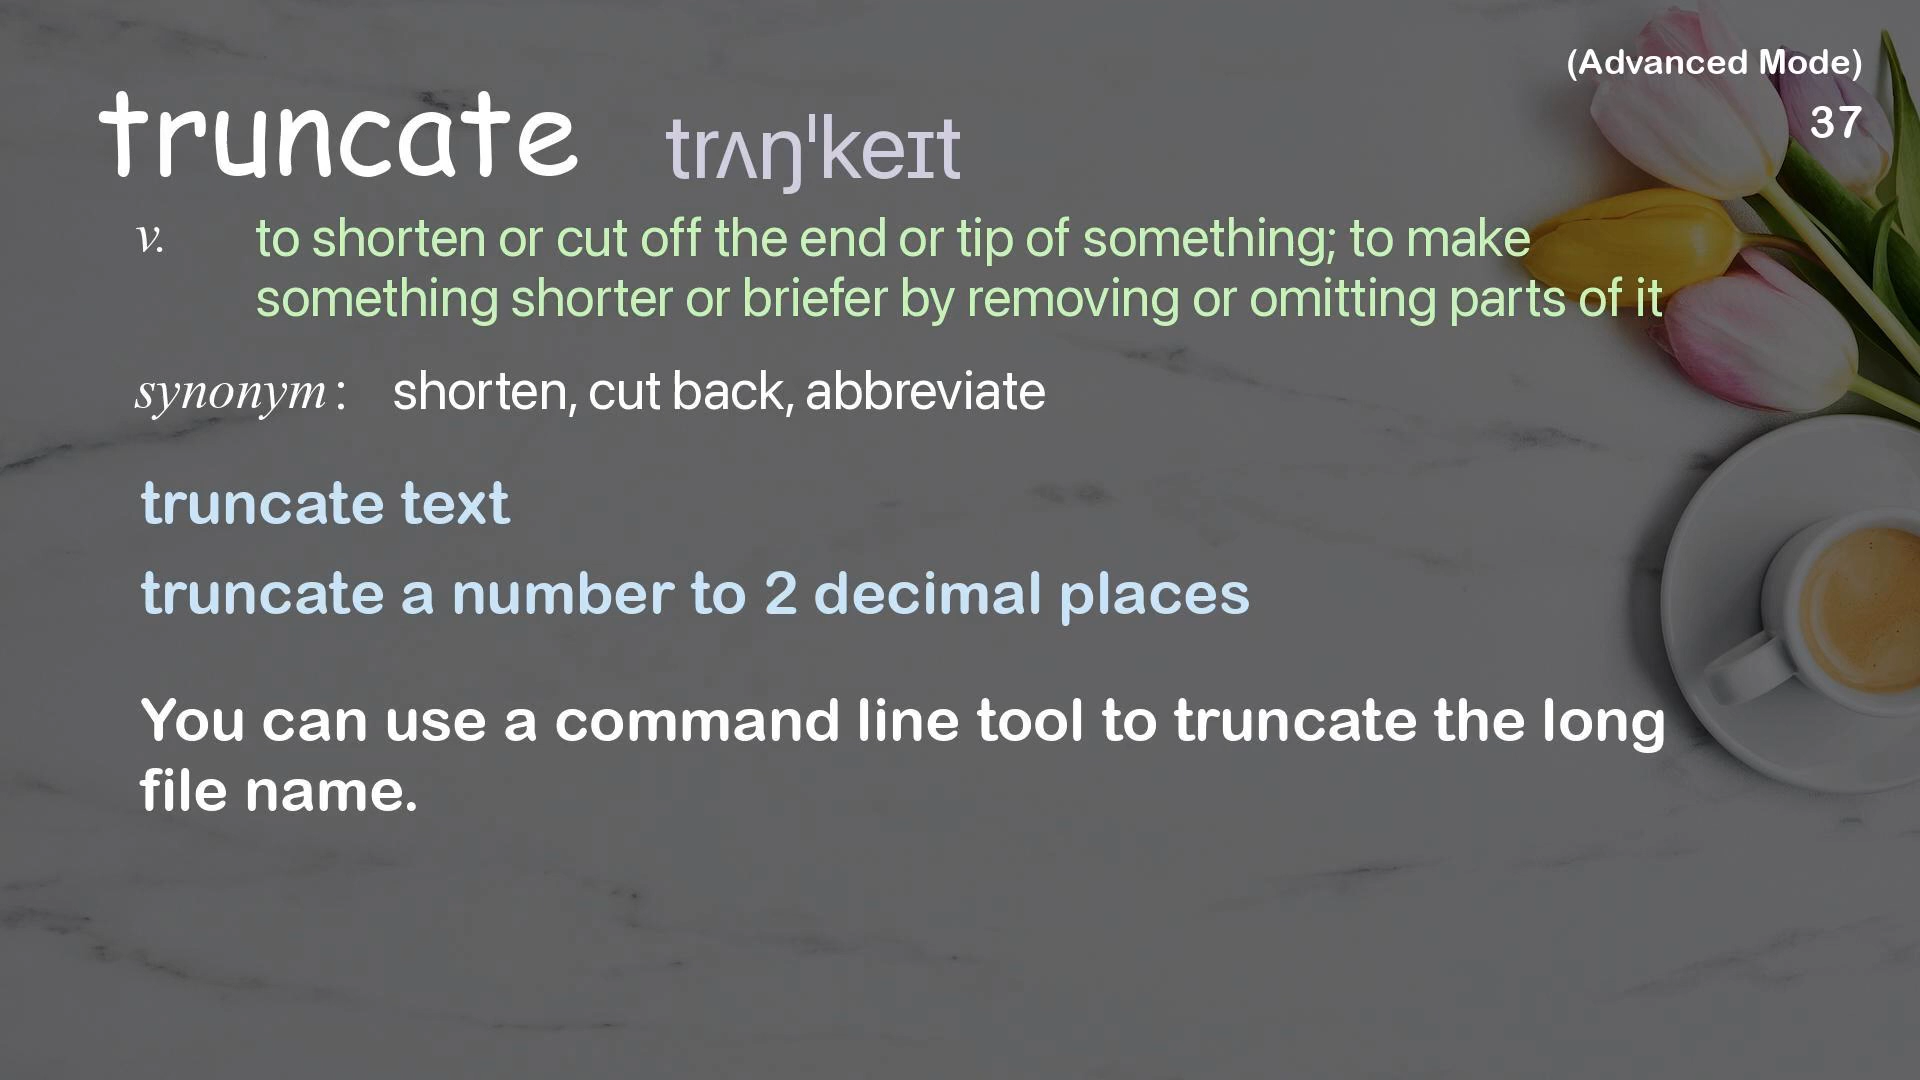 (Advanced Mode)
37
truncate trʌŋˈkeɪt
v. to shorten or cut off the end or tip of something; to make
something shorter or briefer by removing or omitting parts of it
synonym : shorten, cut back, abbreviate
truncate text
truncate a number to 2 decimal places
You can use a command line tool to truncate the long
file name.